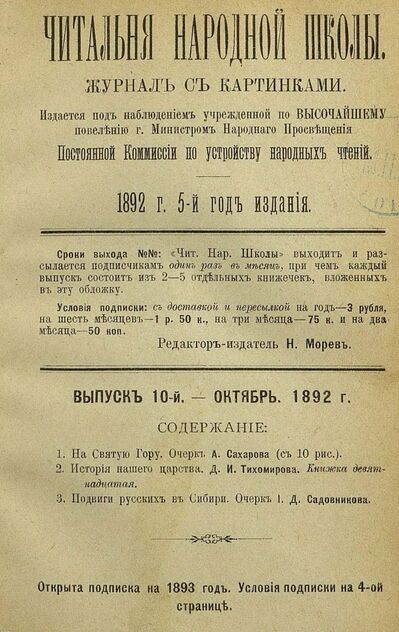 ЧИТАЛЬНЯ НАРОДНОЙ ШКОЛЫ.
ЖУРНАЛЪ СЪ КАРТИНКАМИ.
Издается подъ наблюденіемъ учрежденной по ВЫСОЧАЙШЕМУ
повелѣнію г. Министромъ Народнаго Просвѣщенія
Постоянной Коммиссіи по устройству народныхъ чтеній.
1892 г. 5-й годъ изданія.
Сроки выхода №№: «Чит. Нар. Школы» выходитъ и раз-
сылается подписчикамъ одинъ разъ въ мѣсяцъ, при чемъ каждый
выпускъ состоитъ изъ 2—5 отдѣльныхъ книжечекъ, вложенныхъ
въ эту обложку.
Условія подписки: съ доставкой и пересылкой на годъ—3 рубля,
на шесть мѣсяцевъ—1 р. 50 к., на три мѣсяца—75 к. и на два
мѣсяца—50 коп.
Редакторъ-издатель Н. Моревъ.
ВЫПУСКЪ 10-й. — ОКТЯБРЬ. 1892 г.
СОДЕРЖАНІЕ:
1. На Святую Гору. Очеркъ А. Сахарова (съ 10 рис.).
2. Исторія нашего царства. Д. И. Тихомирова. Книжка девят-
надцатая.
3. Подвиги русскихъ въ Сибири. Очеркъ І. Д. Садовникова.
Открыта подписка на 1893 годъ. Условія подписки на 4-ой
страницѣ.